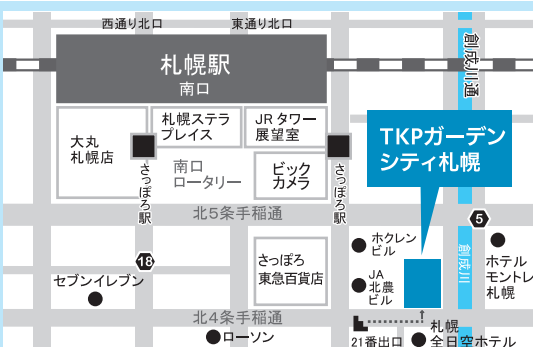 西通り北口
東通り北口
創成川通
札幌駅
南口
大丸
札幌店
札幌ステラ
プレイス
JRタワー
展望室
TKPガーデン
シティ札幌
さっぽろ駅
南口
ロータリー
ビック
カメラ
さっぽろ駅
北5条手稲通
5
18
セブンイレブン
さっぽろ
東急百貨店
ホクレン
ビル
JA
北農
ビル
創成川
ホテル
モントレ
札幌
北4条手稲通
ローソン
21番出口
札幌
全日空ホテル